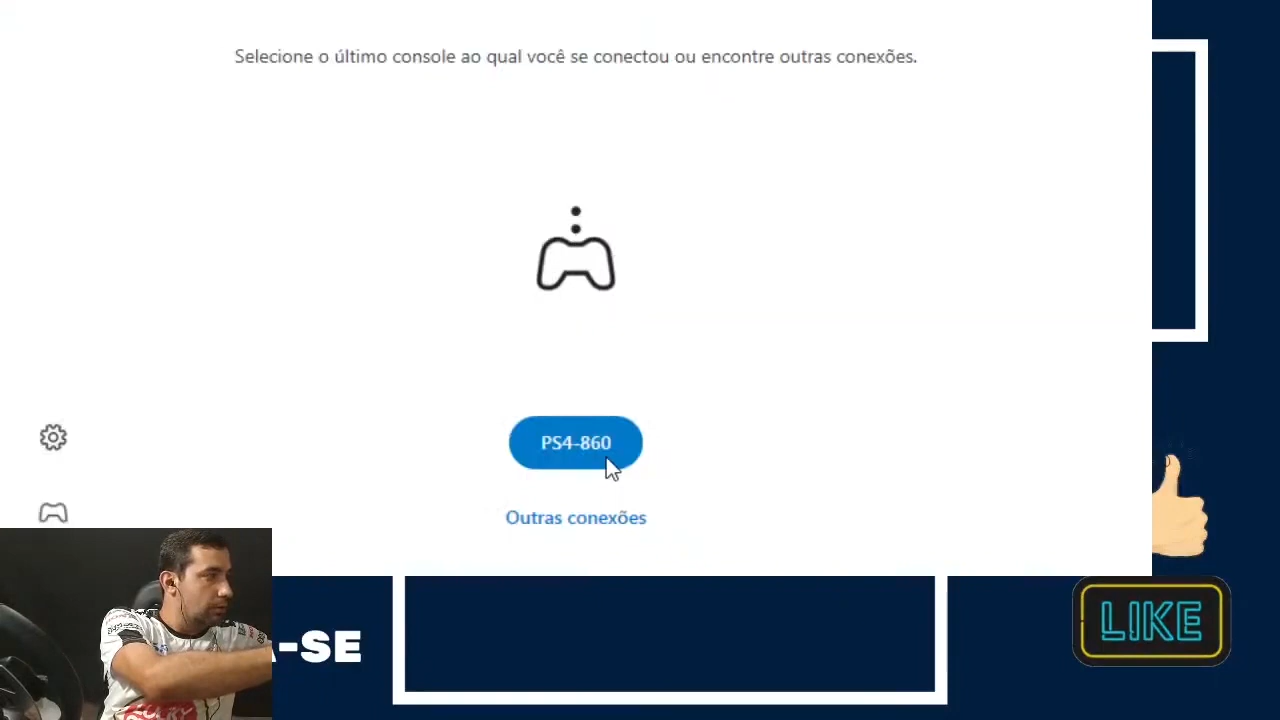 Selecione o último console ao qual você se conectou ou encontre outras conexões.
PS4-860
Outras conexões
-SE
LIKE